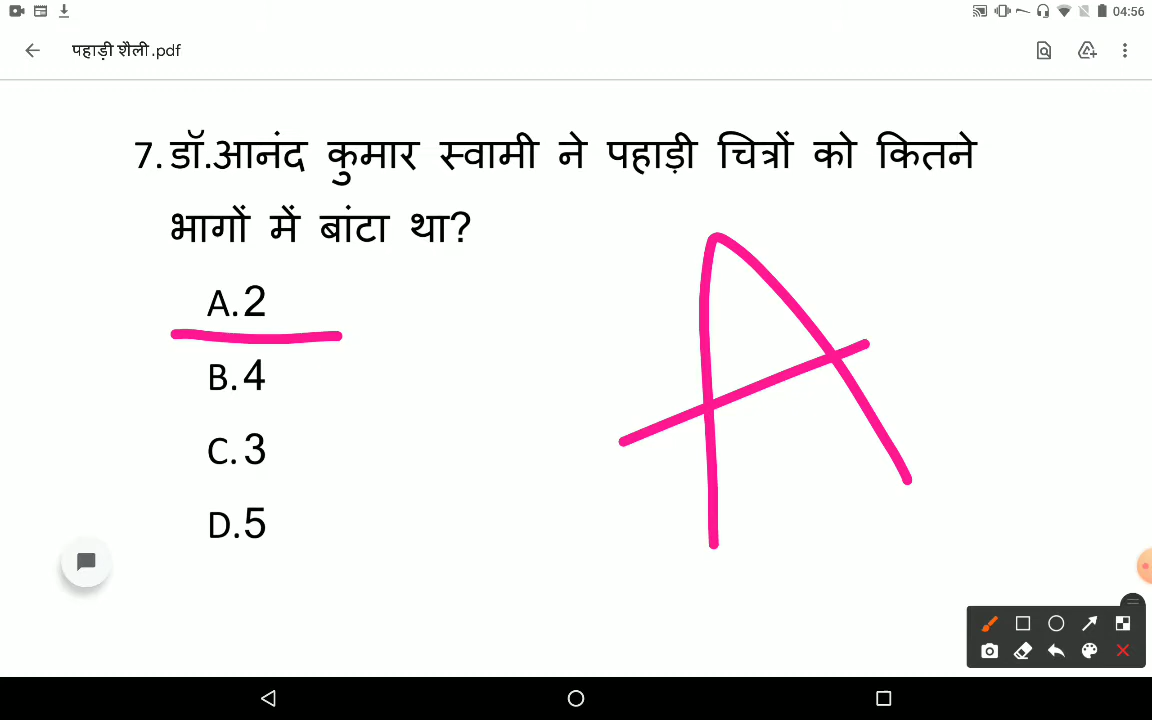 04:56
पहाड़ी शैली.pdf
7. डॉ.आनंद कुमार स्वामी ने पहाड़ी चित्रों को कितने
भागों में बांटा था?
A. 2
B. 4
C. 3
D. 5
A